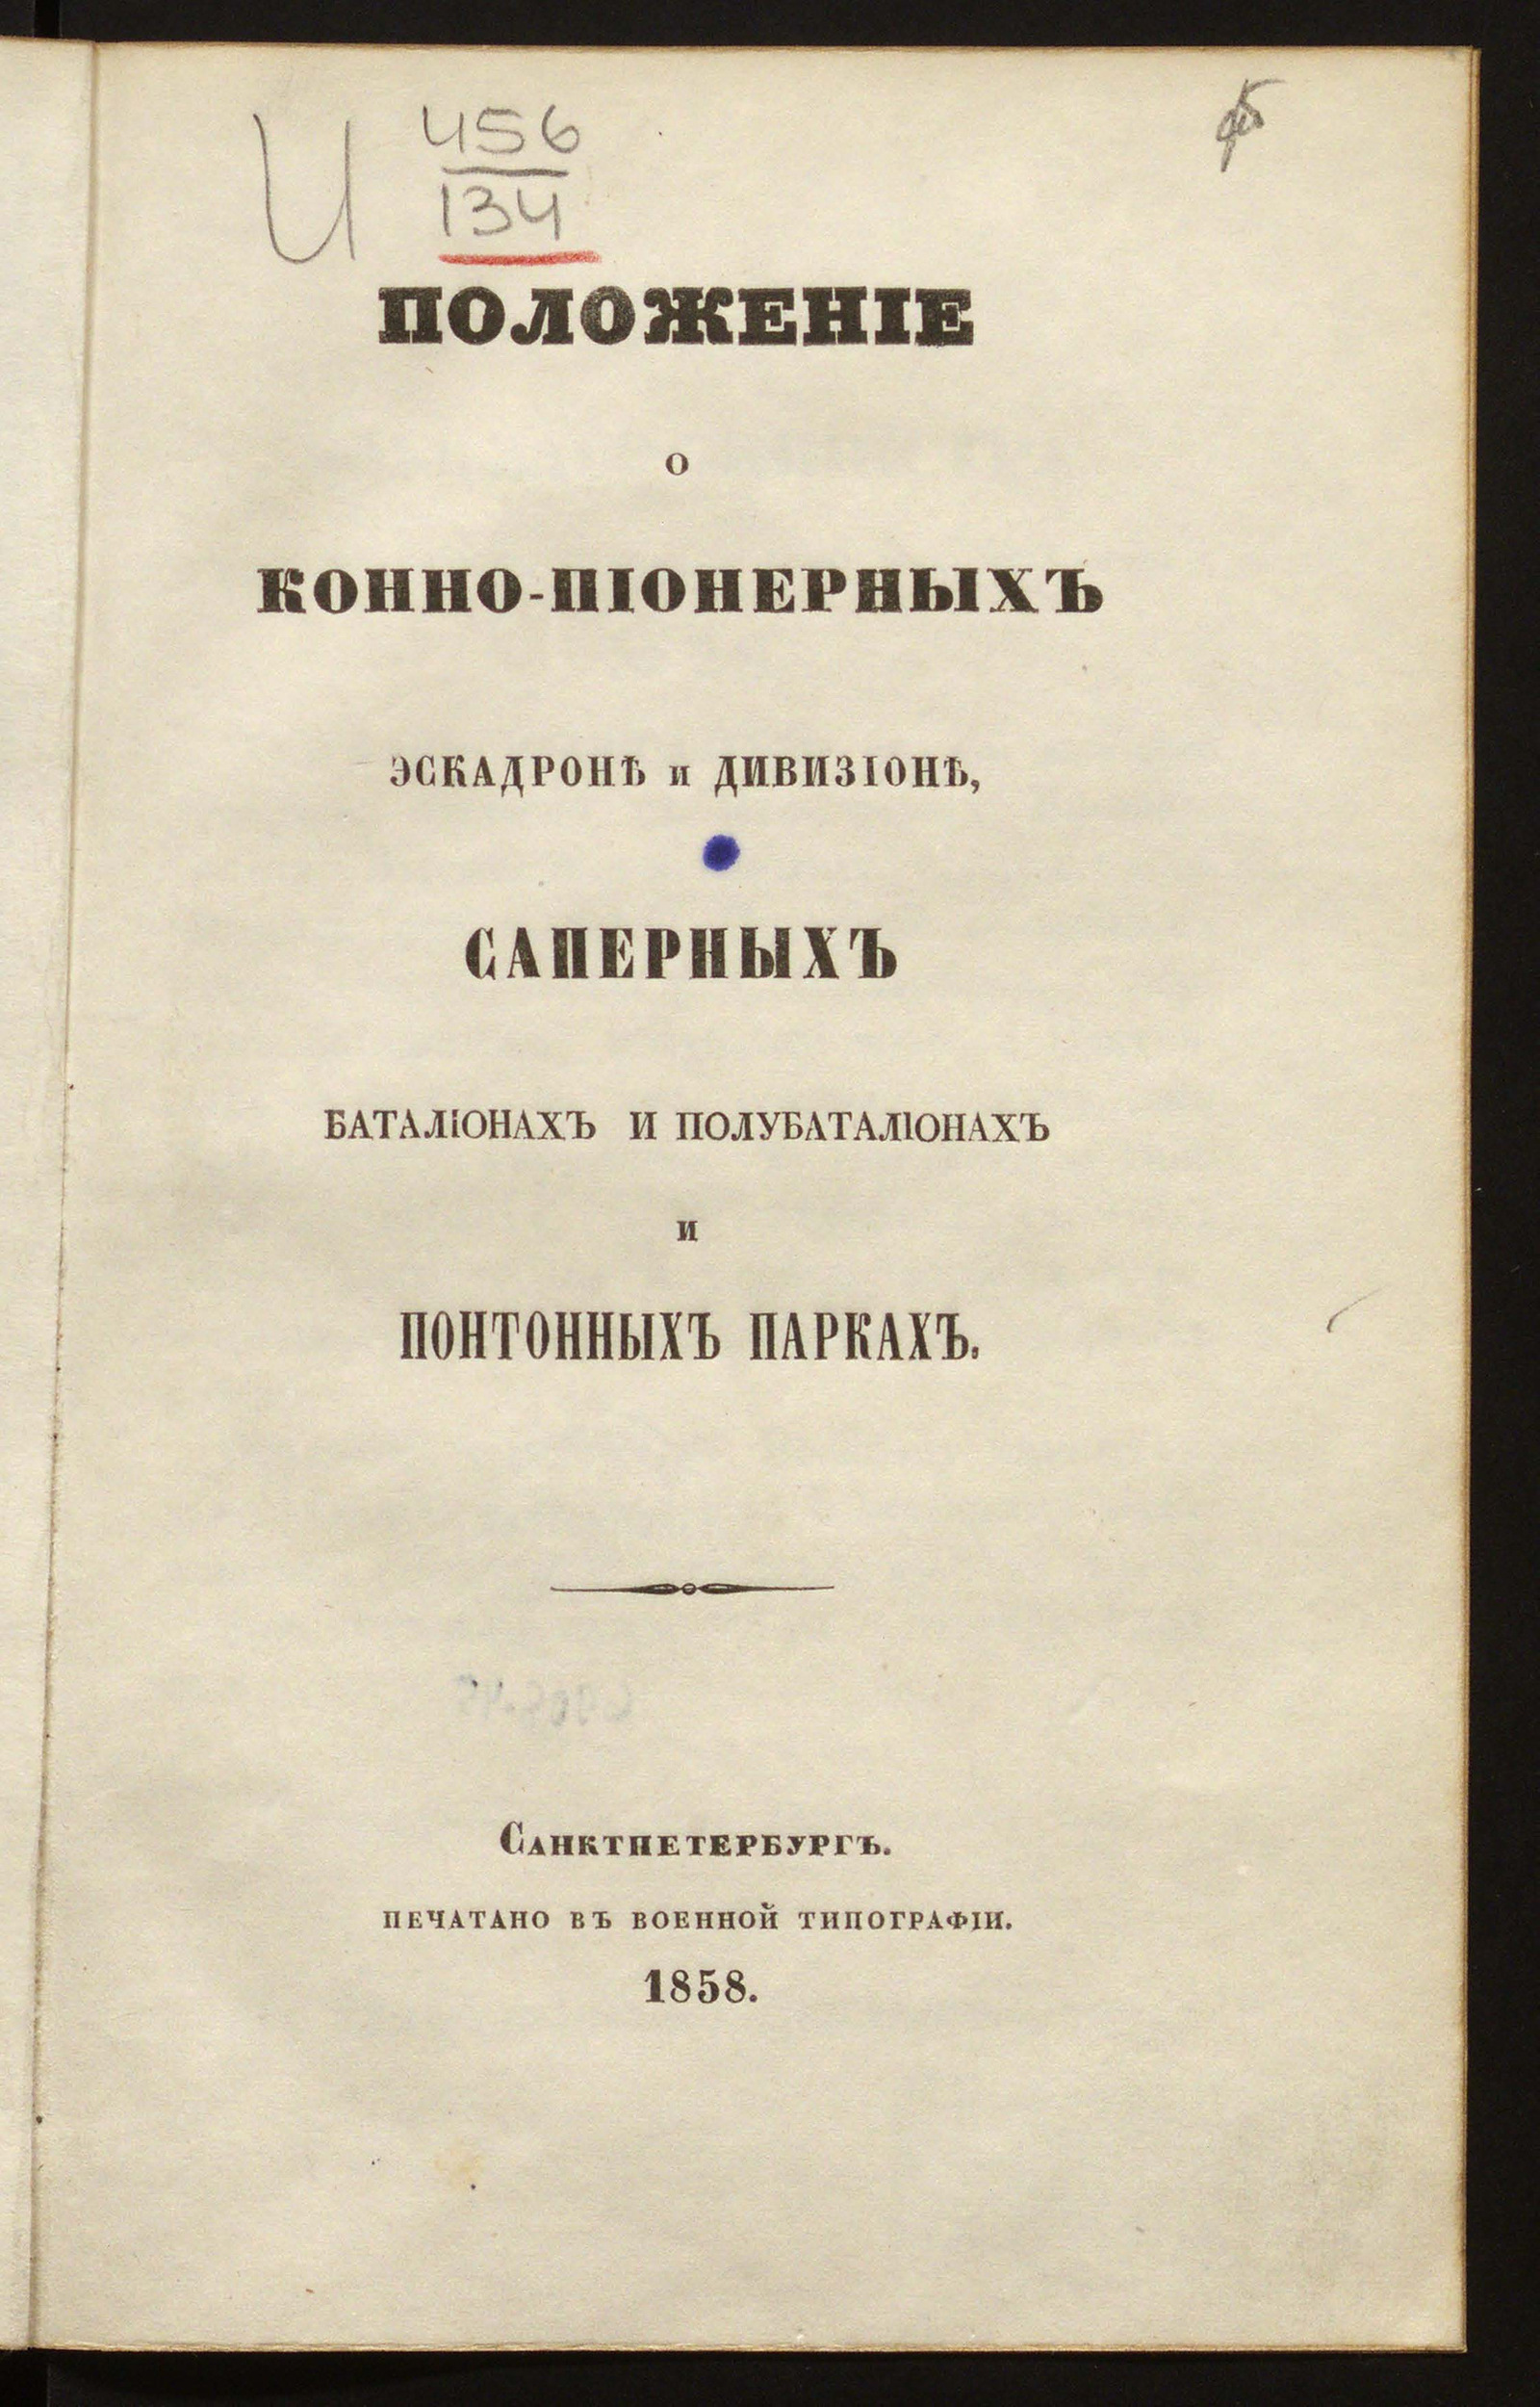 И 456
134
ПОЛОЖЕНІЕ
о
КОННО-ПІОНЕРНЫХЪ
ЭСКАДРОНѢ и ДИВИЗІОНѢ,
САПЕРНЫХЪ
БАТАЛІОНАХЪ И ПОЛУБАТАЛІОНАХЪ
и
ПОНТОННЫХЪ ПАРКАХЪ.
Санктпетербургъ.
ПЕЧАТАНО ВЪ ВОЕННОЙ ТИПОГРАФІИ.
1858.